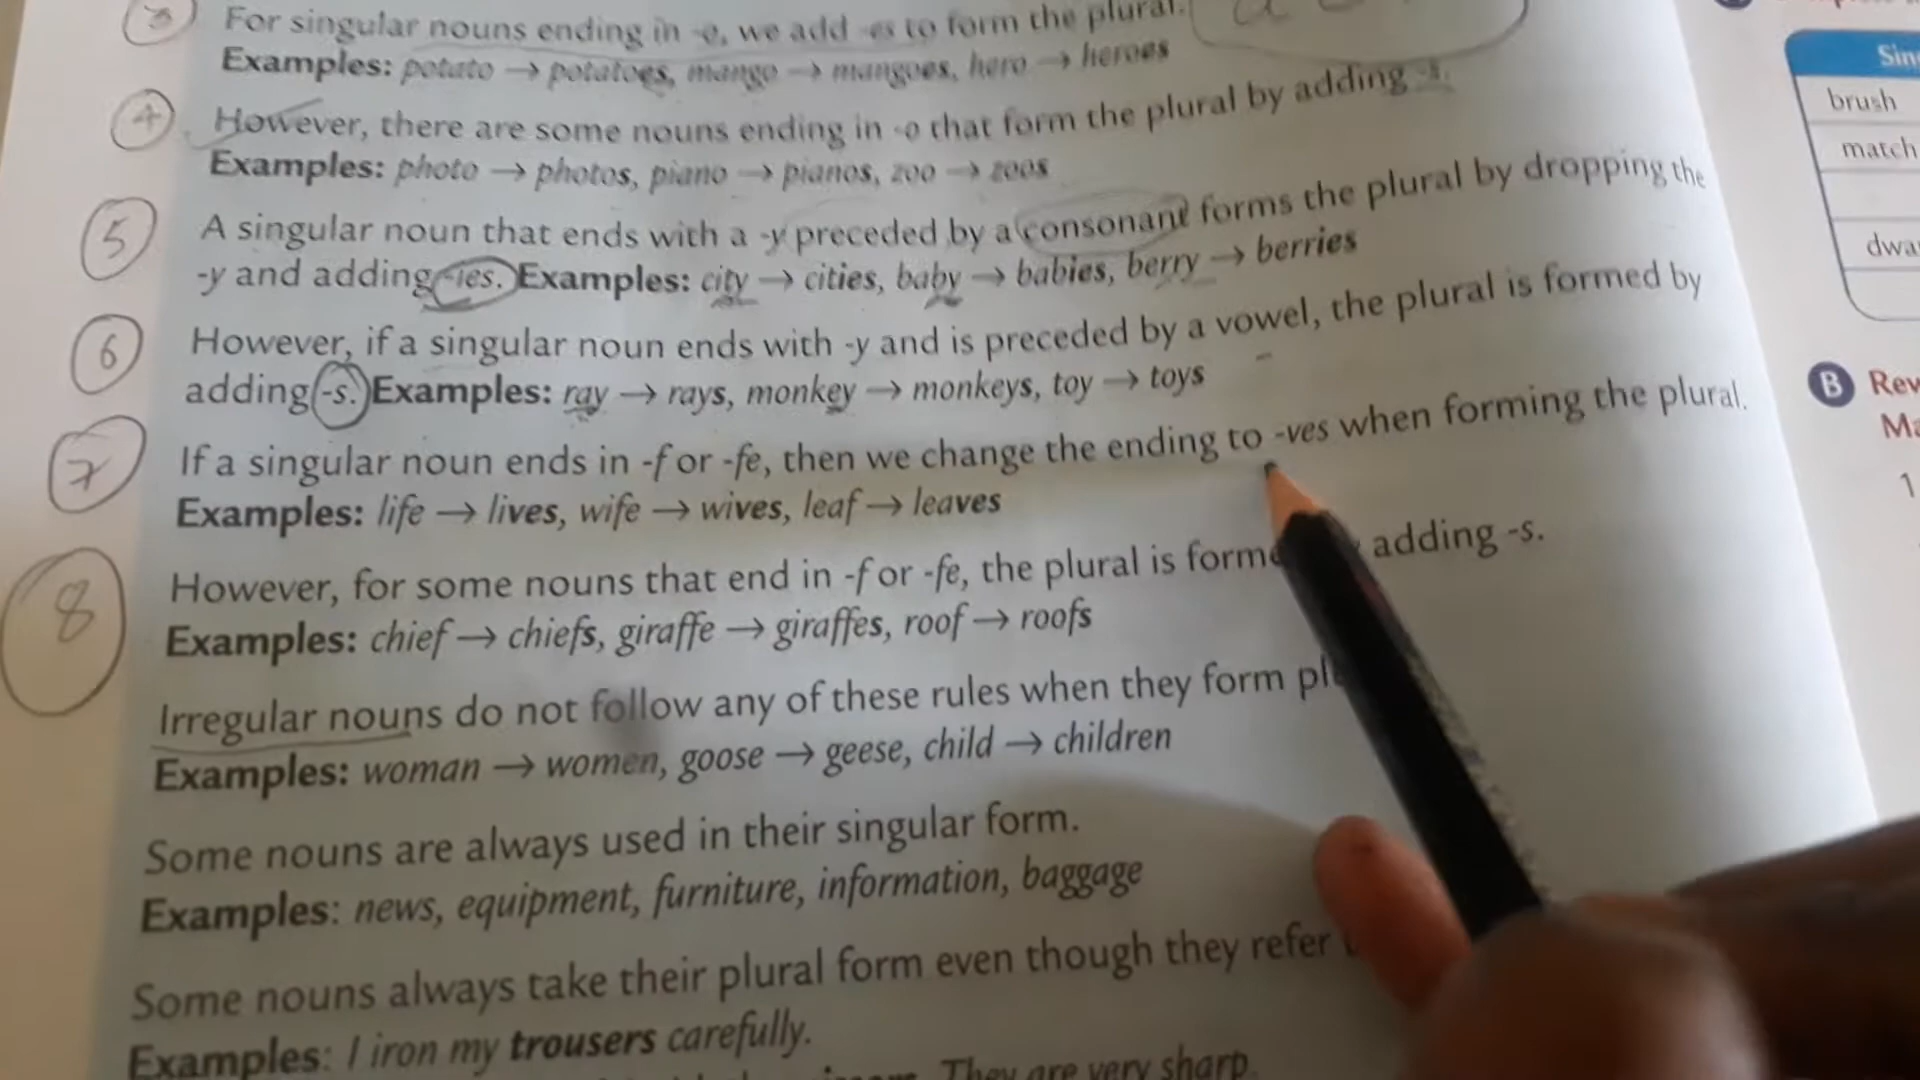 3 For singular nouns ending in -o, we add -es to form the plural.
Examples: potato → potatoes, mango → mangoes, hero → heroes
4 However, there are some nouns ending in -o that form the plural by adding -s.
Examples: photo → photos, piano → pianos, zoo → zoos
5 A singular noun that ends with a -y preceded by a consonant forms the plural by dropping the
-y and adding -ies. Examples: city → cities, baby → babies, berry → berries
6 However, if a singular noun ends with -y and is preceded by a vowel, the plural is formed by
adding -s. Examples: ray → rays, monkey → monkeys, toy → toys
7 If a singular noun ends in -f or -fe, then we change the ending to -ves when forming the plural.
Examples: life → lives, wife → wives, leaf → leaves
8 However, for some nouns that end in -f or -fe, the plural is forme adding -s.
Examples: chief → chiefs, giraffe → giraffes, roof → roofs
Irregular nouns do not follow any of these rules when they form pl
Examples: woman → women, goose → geese, child → children
Some nouns are always used in their singular form.
Examples: news, equipment, furniture, information, baggage
Some nouns always take their plural form even though they refer
Examples: I iron my trousers carefully.
They are very sharp.
Sing
brush
match
dwa
B Rev
Ma
1